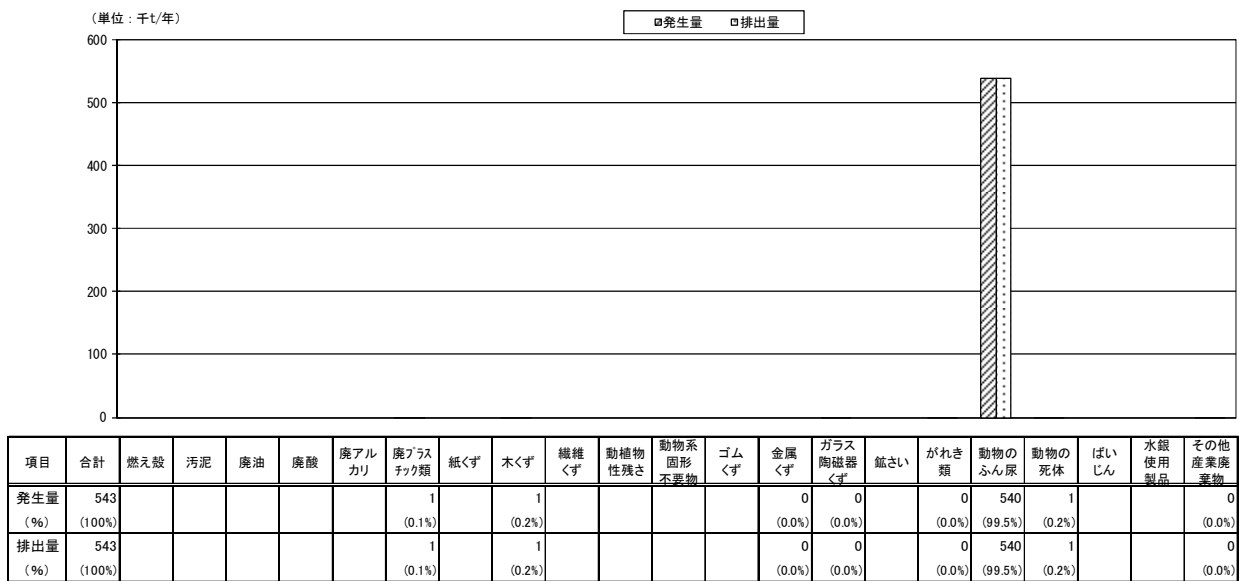 （単位：千t/年）
発生量 排出量
600
500
400
300
200
100
0
項目 合計 燃え殻 汚泥 廃油 廃酸 廃アルカリ 廃プラスチック類 紙くず 木くず 繊維くず 動植物性残さ 動物系固形不要物 ゴムくず 金属くず ガラス陶磁器くず 鉱さい がれき類 動物のふん尿 動物の死体 ばいじん 水銀使用製品 その他産業廃棄物
発生量 543 1 1 0 0 0 540 1 0
（%） (100%) (0.1%) (0.2%) (0.0%) (0.0%) (0.0%) (99.5%) (0.2%) (0.0%)
排出量 543 1 1 0 0 0 540 1 0
（%） (100%) (0.1%) (0.2%) (0.0%) (0.0%) (0.0%) (99.5%) (0.2%) (0.0%)